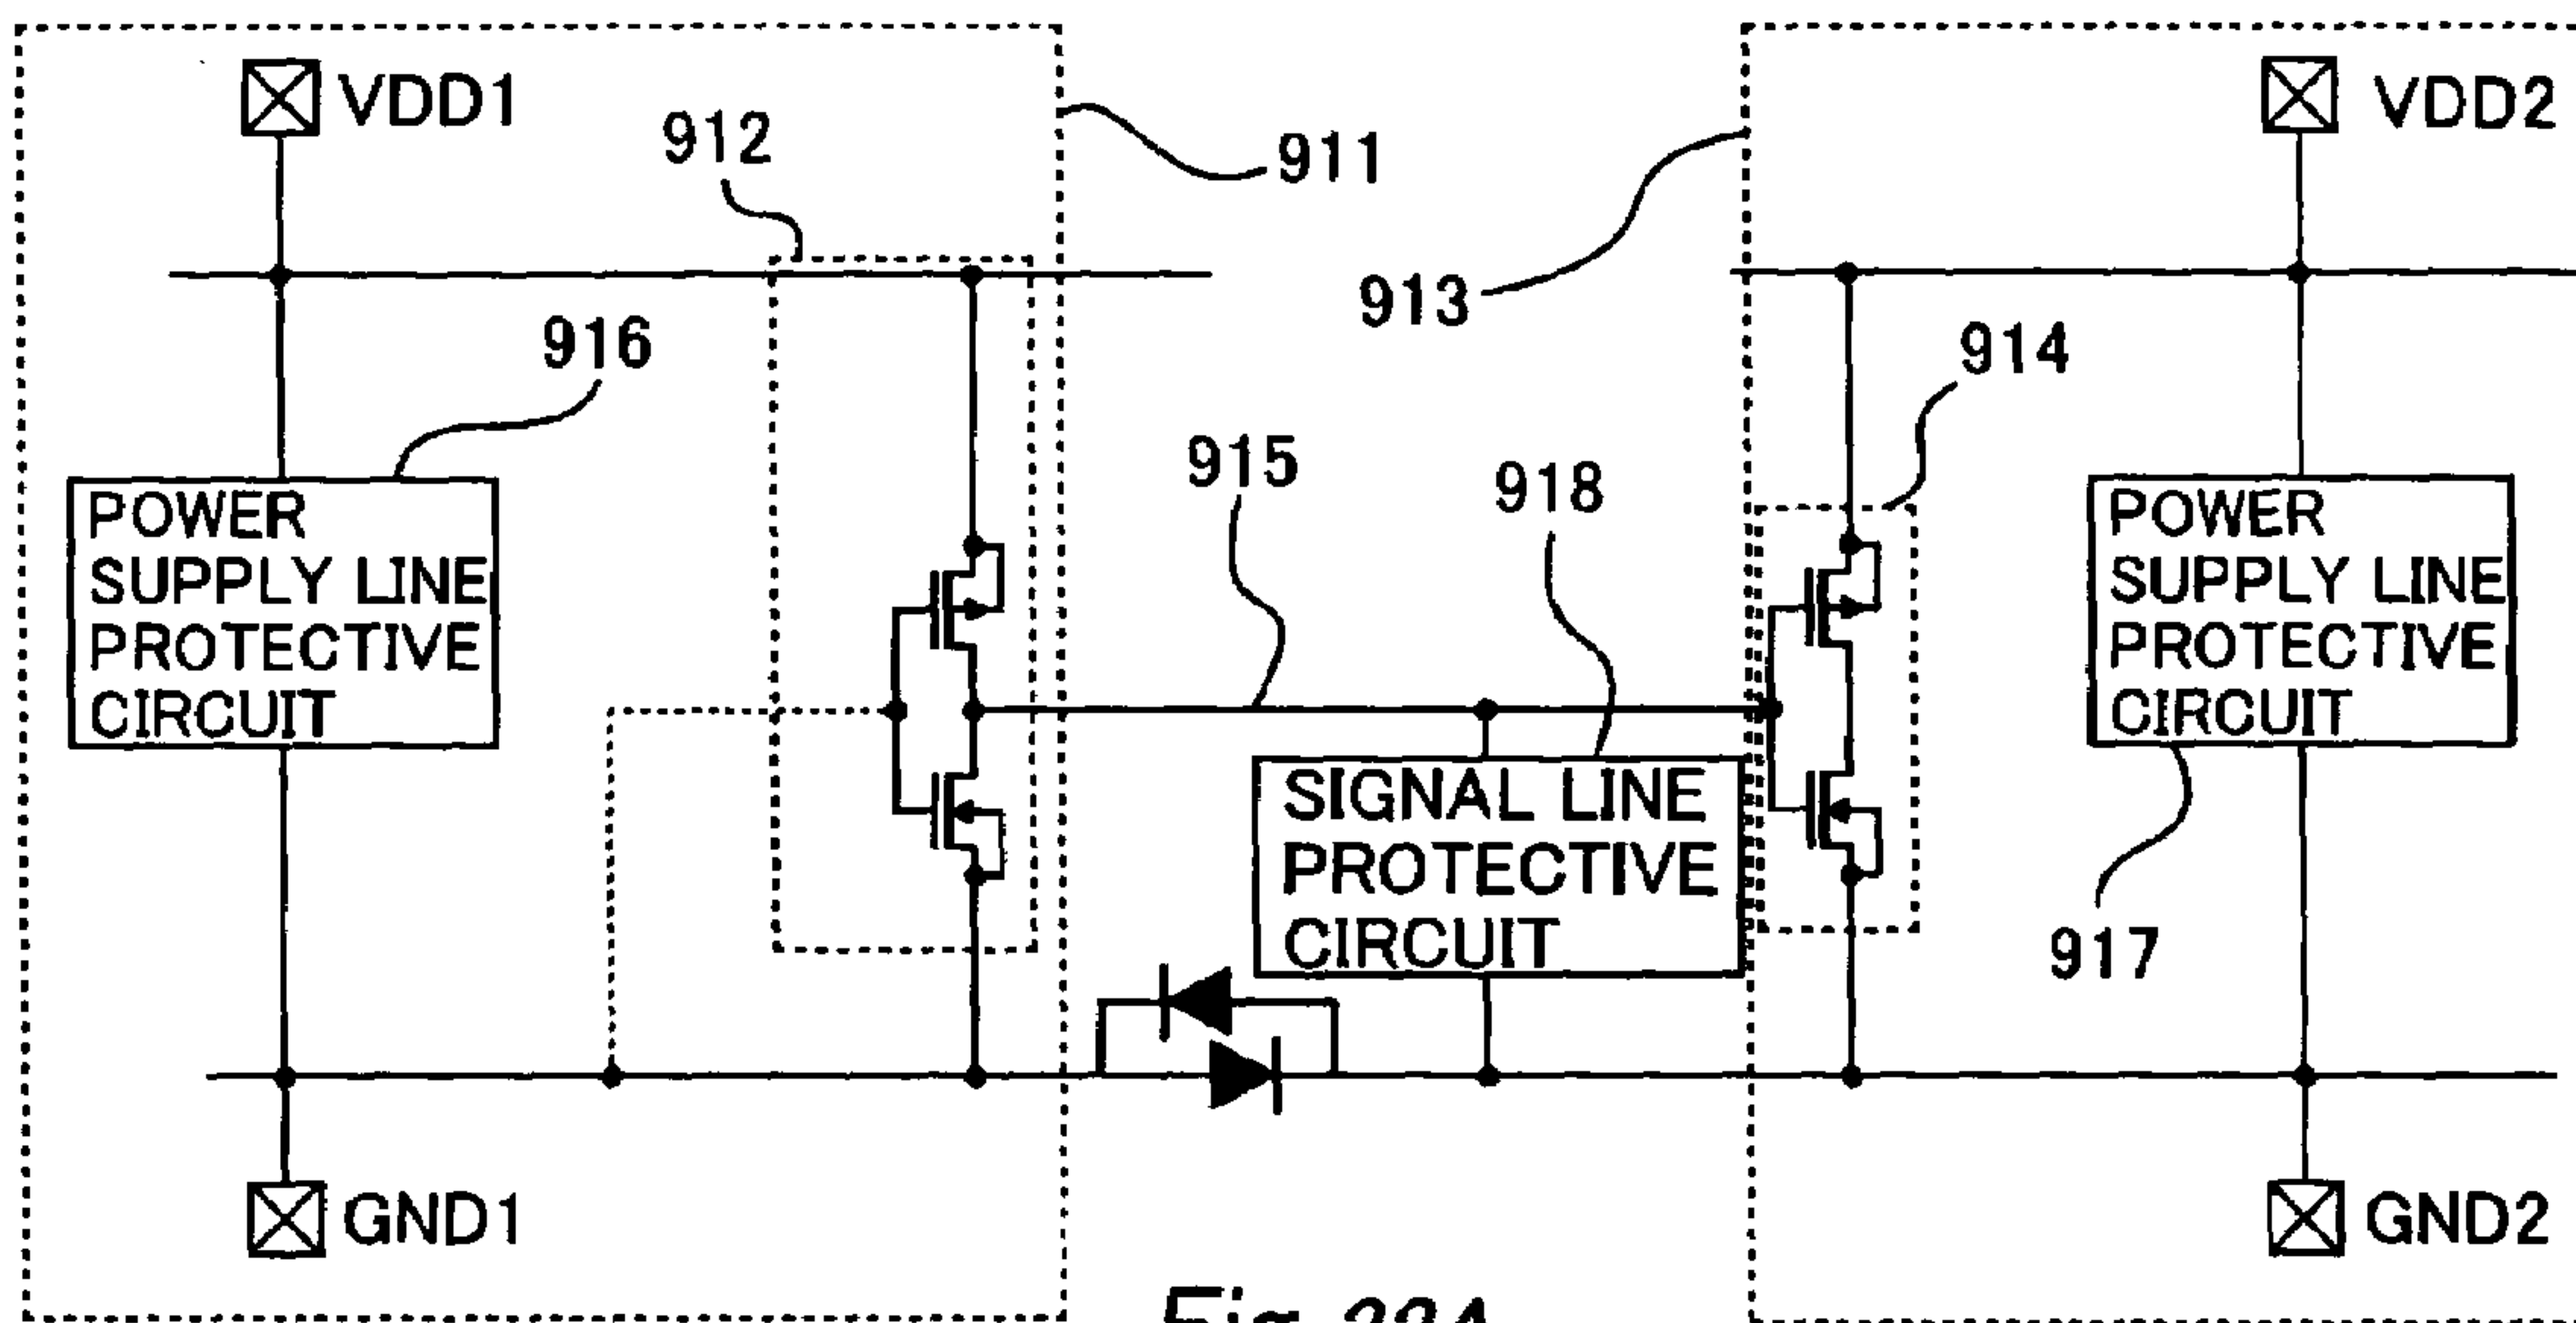 VDD1
VDD2
912
911
913
916
914
915
918
POWER
SUPPLY LINE
PROTECTIVE
CIRCUIT
POWER
SUPPLY LINE
PROTECTIVE
CIRCUIT
SIGNAL LINE
PROTECTIVE
CIRCUIT
917
GND1
GND2